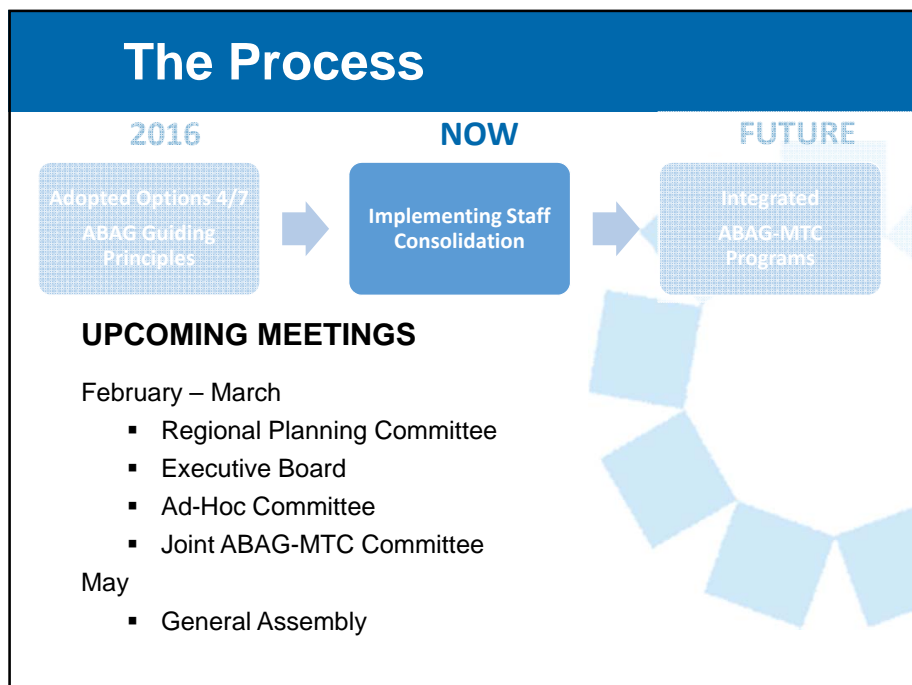 The Process
2016
NOW
FUTURE
Adopted Options 4/7
ABAG Guiding
Principles
Implementing Staff
Consolidation
Integrated
ABAG-MTC
Programs
UPCOMING MEETINGS
February – March
▪ Regional Planning Committee
▪ Executive Board
▪ Ad-Hoc Committee
▪ Joint ABAG-MTC Committee
May
▪ General Assembly